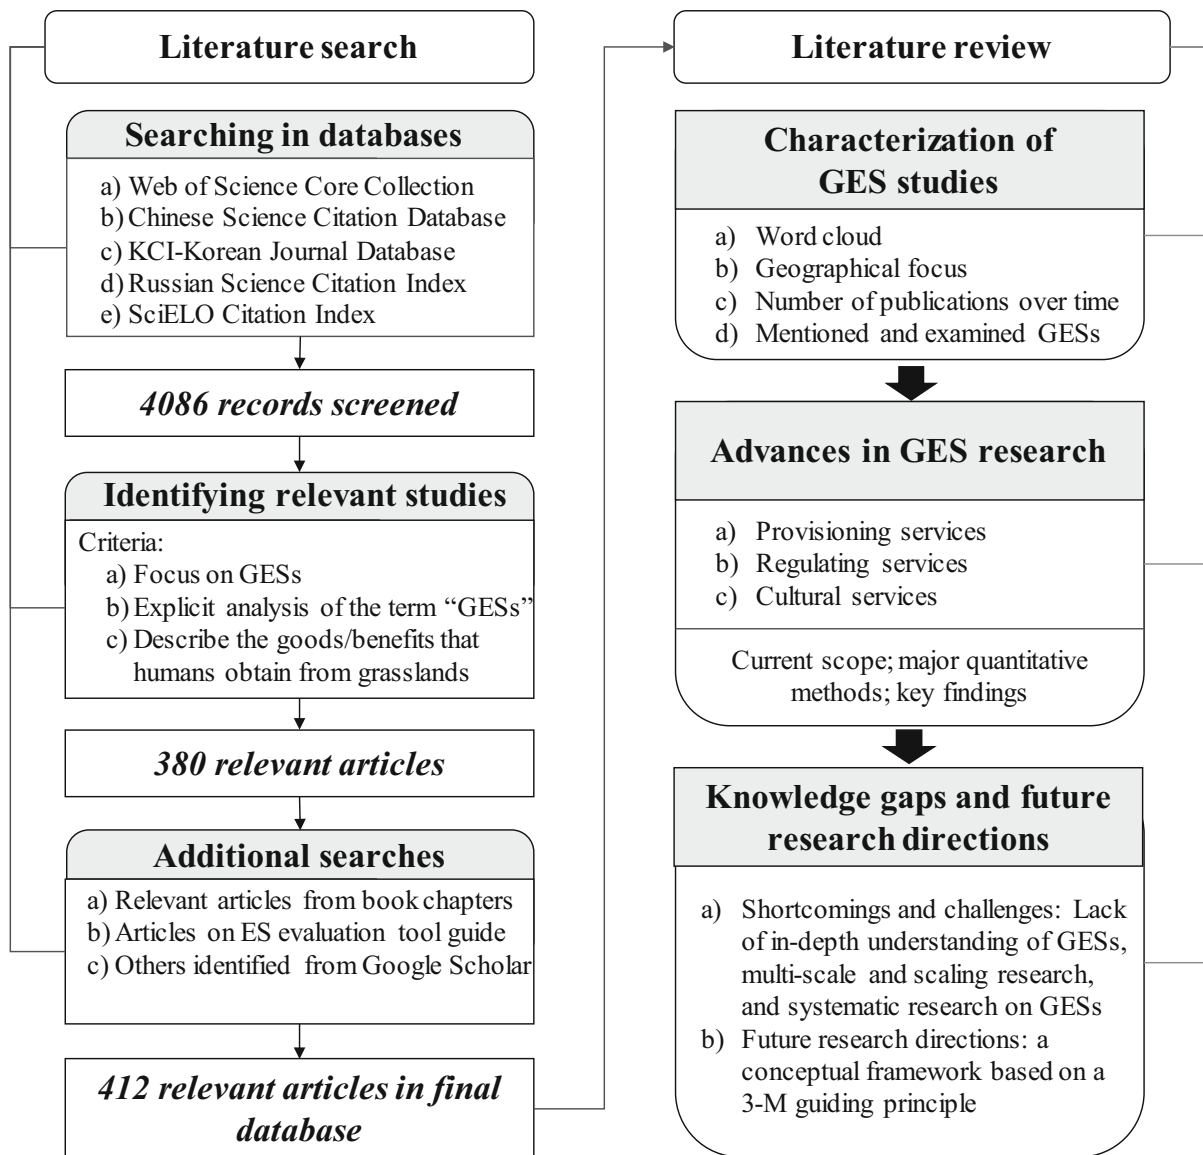 Literature search
Searching in databases
a) Web of Science Core Collection
b) Chinese Science Citation Database
c) KCI-Korean Journal Database
d) Russian Science Citation Index
e) SciELO Citation Index
4086 records screened
Identifying relevant studies
Criteria:
a) Focus on GESs
b) Explicit analysis of the term “GESs”
c) Describe the goods/benefits that
humans obtain from grasslands
380 relevant articles
Additional searches
a) Relevant articles from book chapters
b) Articles on ES evaluation tool guide
c) Others identified from Google Scholar
412 relevant articles in final
database
Literature review
Characterization of
GES studies
a) Word cloud
b) Geographical focus
c) Number of publications over time
d) Mentioned and examined GESs
Advances in GES research
a) Provisioning services
b) Regulating services
c) Cultural services
Current scope; major quantitative
methods; key findings
Knowledge gaps and future
research directions
a) Shortcomings and challenges: Lack
of in-depth understanding of GESs,
multi-scale and scaling research,
and systematic research on GESs
b) Future research directions: a
conceptual framework based on a
3-M guiding principle